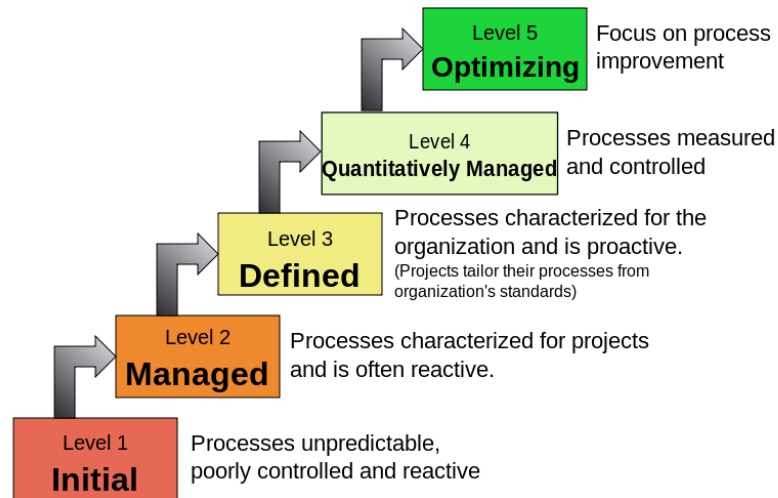 Level 5
Optimizing
Focus on process
improvement
Level 4
Quantitatively Managed
Processes measured
and controlled
Level 3
Defined
Processes characterized for the
organization and is proactive.
(Projects tailor their processes from
organization's standards)
Level 2
Managed
Processes characterized for projects
and is often reactive.
Level 1
Initial
Processes unpredictable,
poorly controlled and reactive